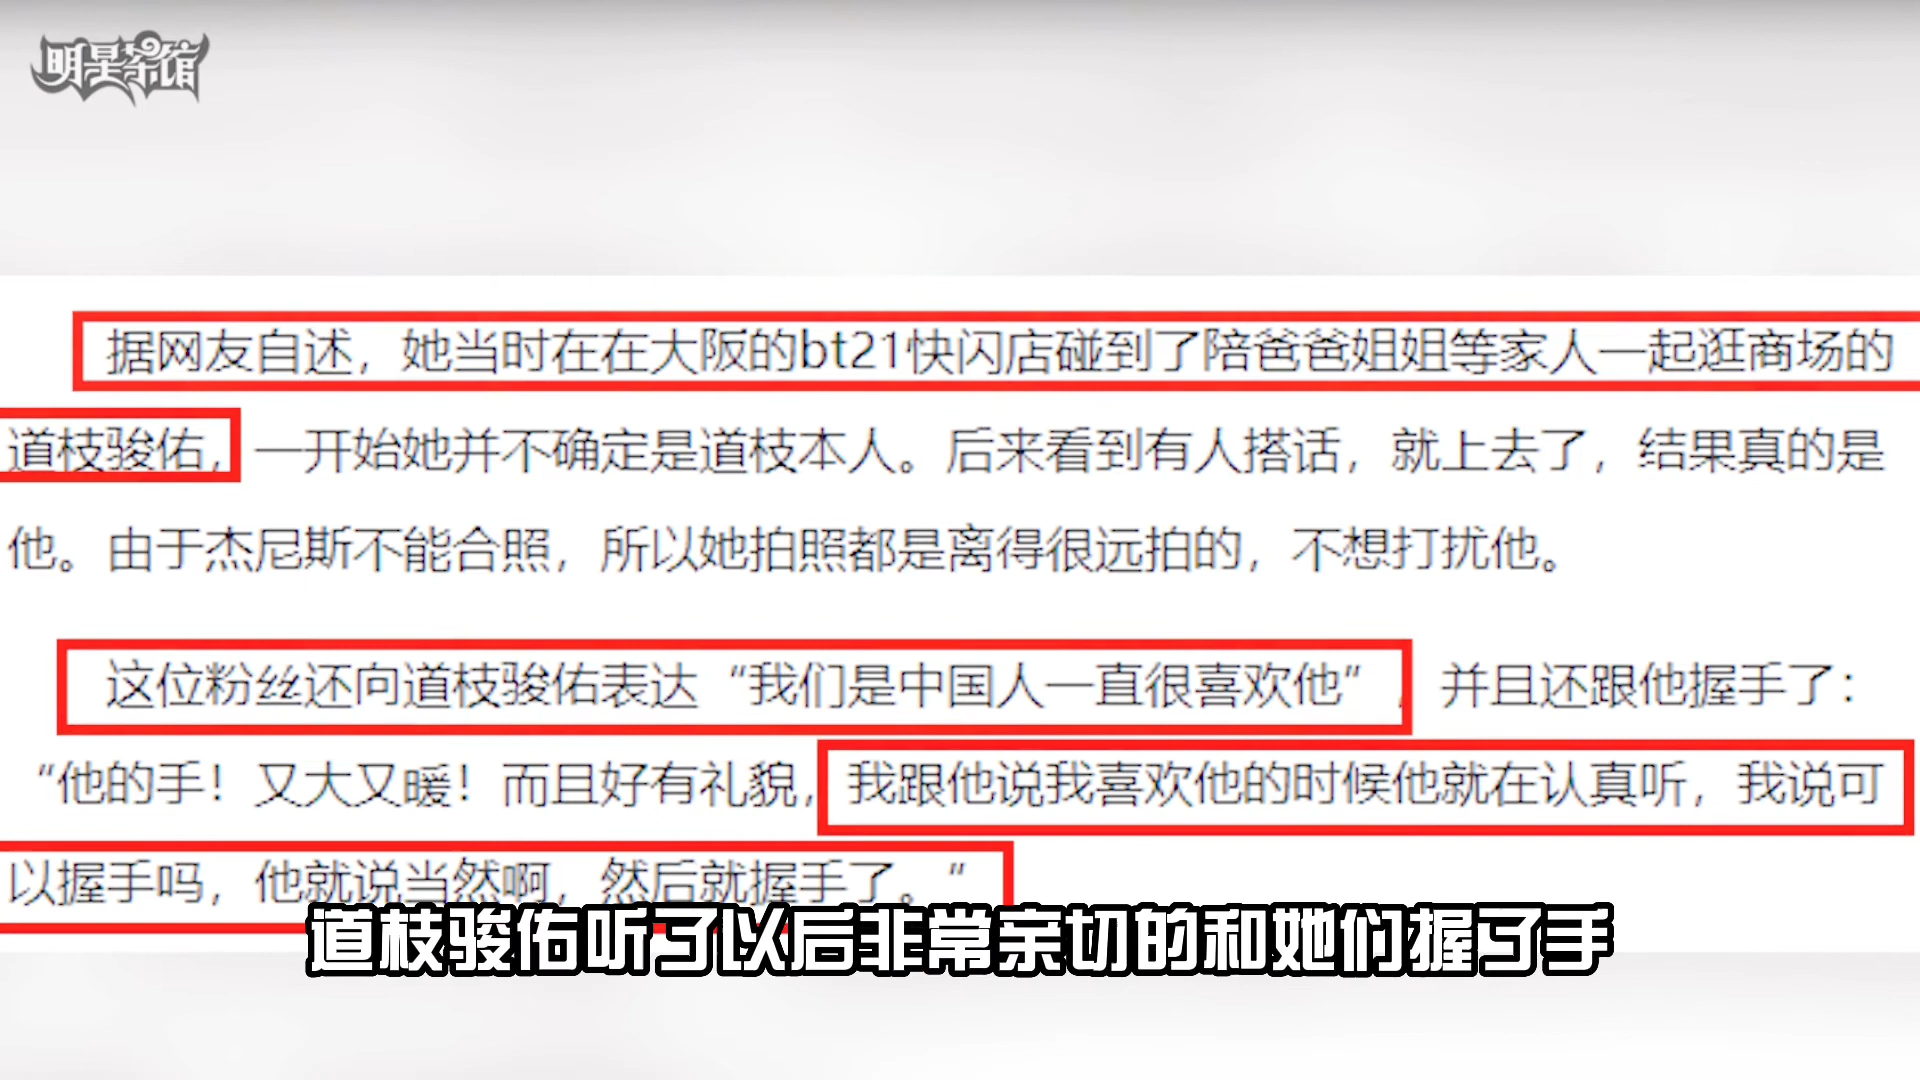 明星茶馆
据网友自述，她当时在在大阪的bt21快闪店碰到了陪爸爸姐姐等家人一起逛商场的
道枝骏佑，一开始她并不确定是道枝本人。后来看到有人搭话，就上去了，结果真的是
他。由于杰尼斯不能合照，所以她拍照都是离得很远拍的，不想打扰他。
这位粉丝还向道枝骏佑表达“我们是中国人一直很喜欢他”，并且还跟他握手了：
“他的手！又大又暖！而且好有礼貌，我跟他说我喜欢他的时候他就在认真听，我说可
以握手吗，他就说当然啊，然后就握手了。”
道枝骏佑听了以后非常亲切的和她们握了手